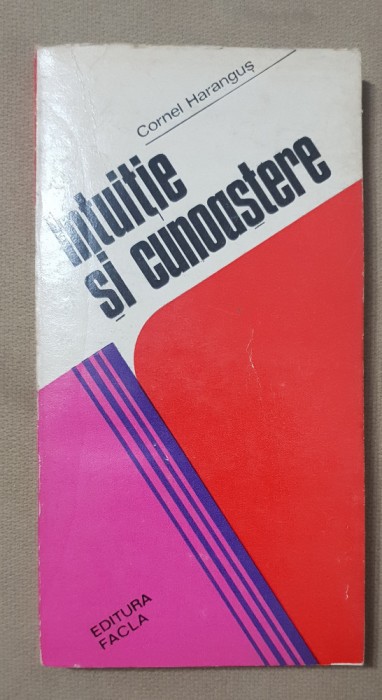 Cornel Haranguș
Intuiție
și cunoaștere
EDITURA
FACLA